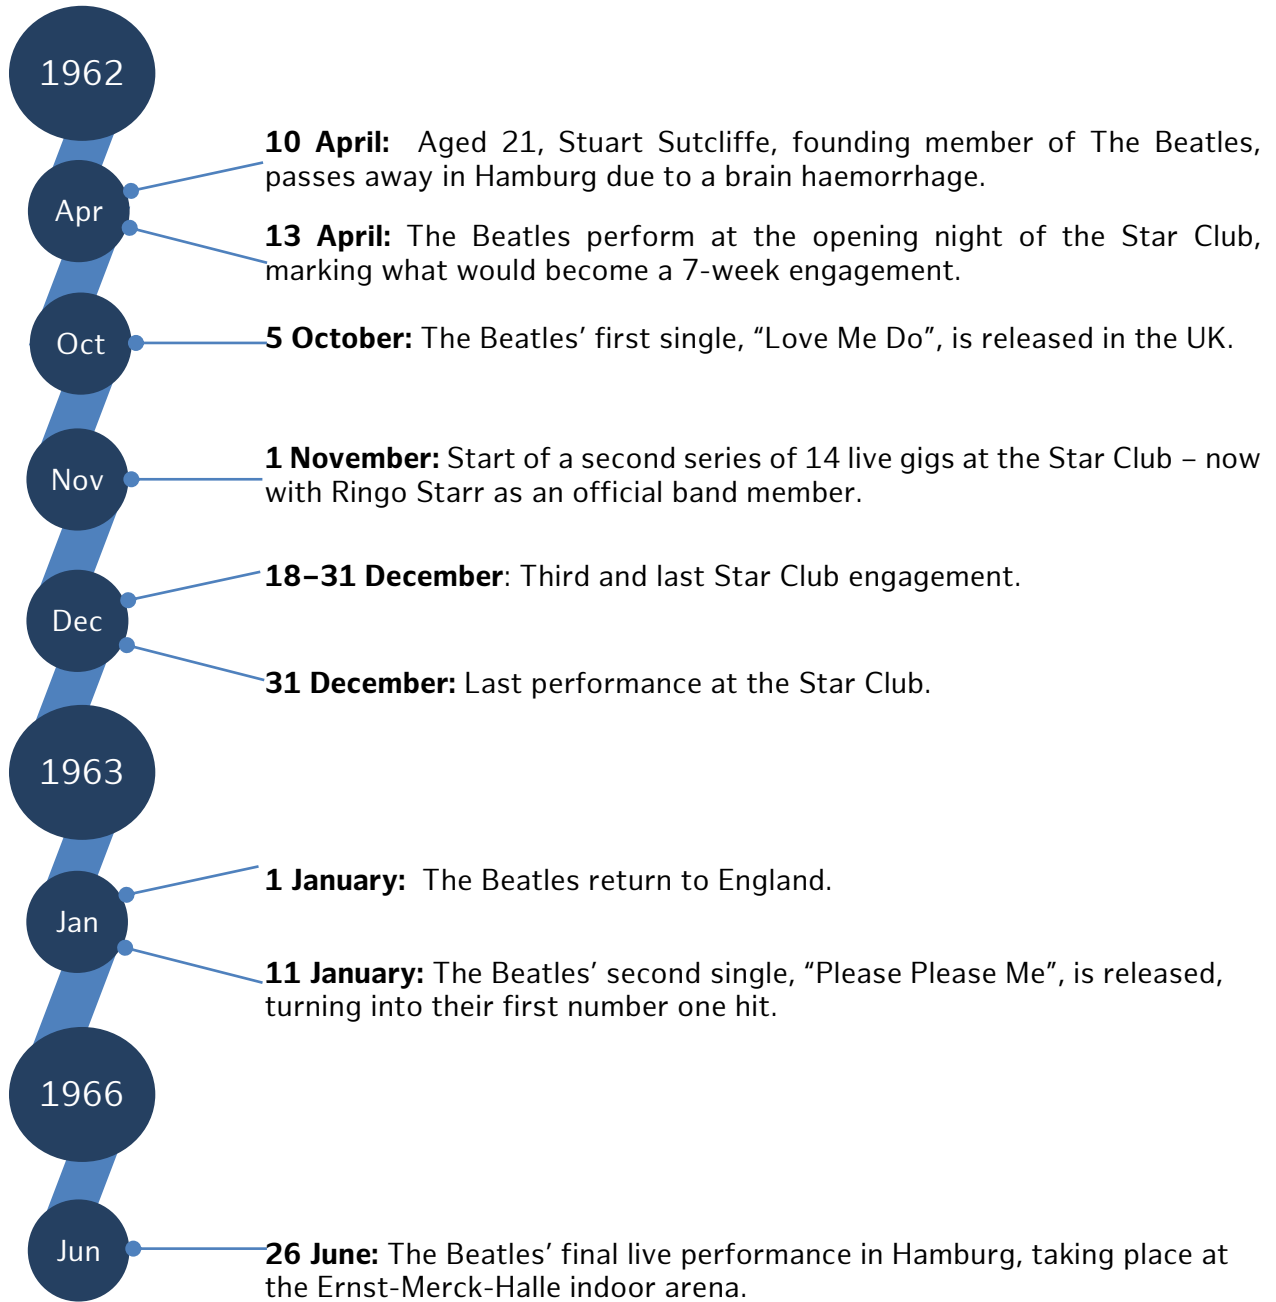 1962
Apr
10 April: Aged 21, Stuart Sutcliffe, founding member of The Beatles,
passes away in Hamburg due to a brain haemorrhage.
13 April: The Beatles perform at the opening night of the Star Club,
marking what would become a 7-week engagement.
Oct
5 October: The Beatles’ first single, “Love Me Do”, is released in the UK.
Nov
1 November: Start of a second series of 14 live gigs at the Star Club – now
with Ringo Starr as an official band member.
Dec
18–31 December: Third and last Star Club engagement.
31 December: Last performance at the Star Club.
1963
Jan
1 January: The Beatles return to England.
11 January: The Beatles’ second single, “Please Please Me”, is released,
turning into their first number one hit.
1966
Jun
26 June: The Beatles’ final live performance in Hamburg, taking place at
the Ernst-Merck-Halle indoor arena.